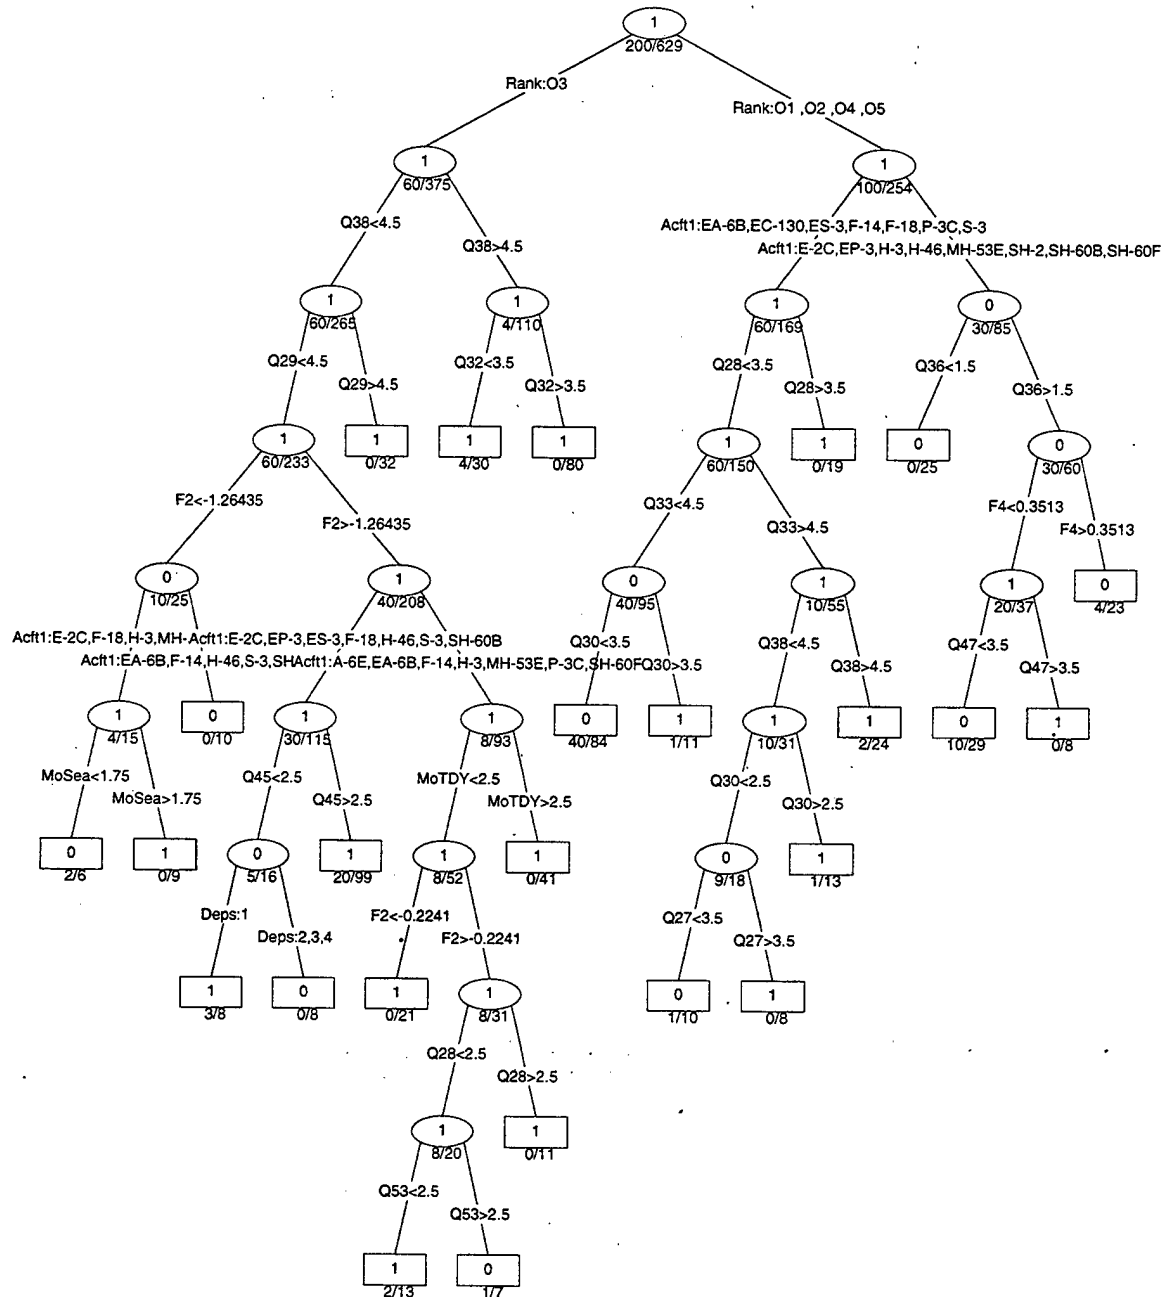 1
200/629
Rank:O3
Rank:O1 ,O2 ,O4 ,O5
1
60/375
1
100/254
Q38<4.5
Q38>4.5
Acft1:EA-6B,EC-130,ES-3,F-14,F-18,P-3C,S-3
Acft1:E-2C,EP-3,H-3,H-46,MH-53E,SH-2,SH-60B,SH-60F
1
60/265
1
4/110
1
60/169
0
30/85
Q29<4.5
Q29>4.5
Q32<3.5
Q32>3.5
Q28<3.5
Q28>3.5
Q36<1.5
Q36>1.5
1
60/233
1
0/32
1
4/30
1
0/80
1
60/150
1
0/19
0
0/25
0
30/60
F2<-1.26435
F2>-1.26435
Q33<4.5
Q33>4.5
F4<0.3513
F4>0.3513
0
10/25
1
40/208
0
40/95
1
10/55
1
20/37
0
4/23
Acft1:E-2C,F-18,H-3,MH-
Acft1:E-2C,EP-3,ES-3,F-18,H-46,S-3,SH-60B
Acft1:EA-6B,F-14,H-46,S-3,SH
Acft1:A-6E,EA-6B,F-14,H-3,MH-53E,P-3C,SH-60F
Q30<3.5
Q30>3.5
Q38<4.5
Q38>4.5
Q47<3.5
Q47>3.5
1
4/15
0
0/10
1
30/115
1
8/93
0
40/84
1
1/11
1
10/31
1
2/24
0
10/29
1
0/8
MoSea<1.75
MoSea>1.75
Q45<2.5
Q45>2.5
MoTDY<2.5
MoTDY>2.5
Q30<2.5
Q30>2.5
0
2/6
1
0/9
0
5/16
1
20/99
1
8/52
1
0/41
0
9/18
1
1/13
Deps:1
Deps:2,3,4
F2<-0.2241
F2>-0.2241
Q27<3.5
Q27>3.5
1
3/8
0
0/8
1
0/21
1
8/31
0
1/10
1
0/8
Q28<2.5
Q28>2.5
1
8/20
1
0/11
Q53<2.5
Q53>2.5
1
2/13
0
1/7